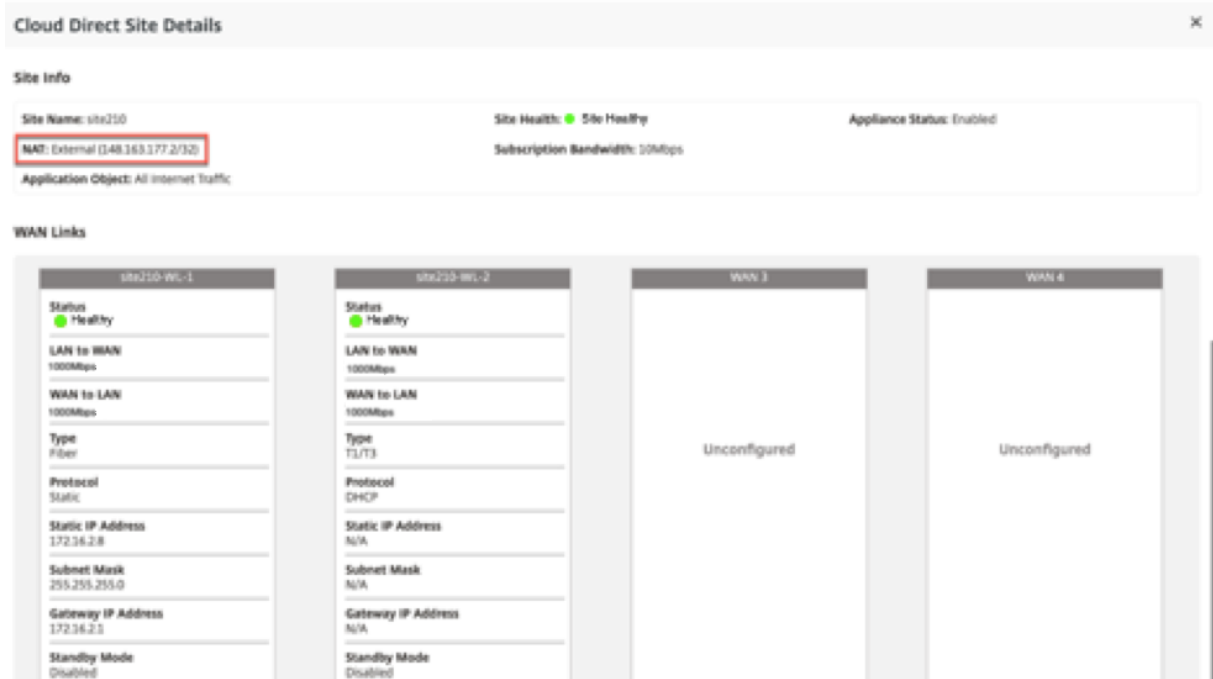 Cloud Direct Site Details ×
Site Info
Site Name: site210 Site Health: Site Healthy Appliance Status: Enabled
NAT: External (148.163.177.2/32) Subscription Bandwidth: 10Mbps
Application Object: All Internet Traffic
WAN Links
site210-WL-1
Status
Healthy
LAN to WAN
1000Mbps
WAN to LAN
1000Mbps
Type
Fiber
Protocol
Static
Static IP Address
172.16.2.8
Subnet Mask
255.255.255.0
Gateway IP Address
172.16.2.1
Standby Mode
Disabled
site210-WL-2
Status
Healthy
LAN to WAN
1000Mbps
WAN to LAN
1000Mbps
Type
T1/T3
Protocol
DHCP
Static IP Address
N/A
Subnet Mask
N/A
Gateway IP Address
N/A
Standby Mode
Disabled
WAN 3
Unconfigured
WAN 4
Unconfigured